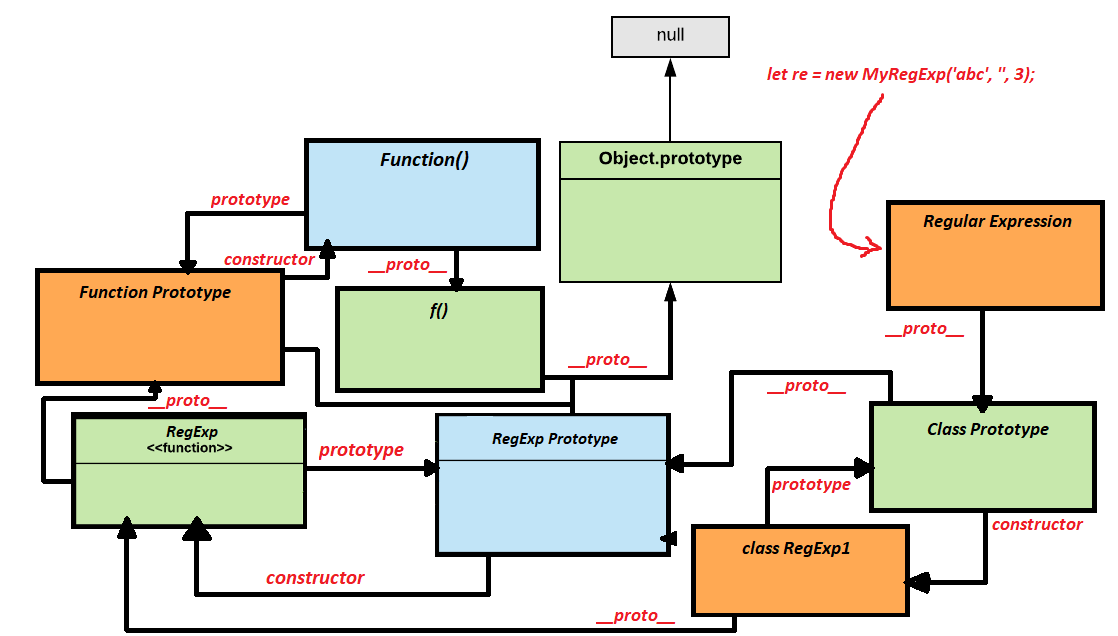 null
let re = new MyRegExp('abc', '', 3);
Function()
Object.prototype
prototype
Regular Expression
constructor
__proto__
Function Prototype
f()
__proto__
__proto__
__proto__
__proto__
RegExp
<<function>>
prototype
RegExp Prototype
Class Prototype
prototype
constructor
class RegExp1
constructor
__proto__